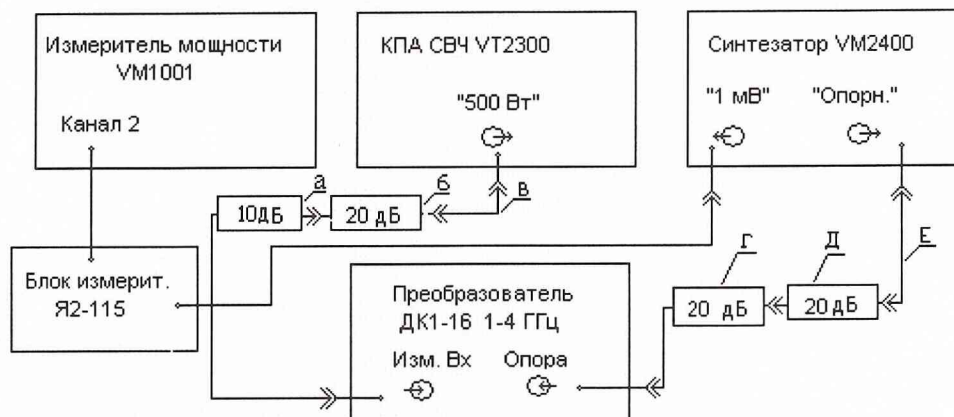 Измеритель мощности
VM1001
Канал 2
КПА СВЧ VT2300
"500 Вт"
Синтезатор VM2400
"1 мВ" "Опорн."
а
б
в
10дБ
20 дБ
Блок измерит.
Я2-115
Преобразователь
ДК1-16 1-4 ГГц
Изм. Вх Опора
г
Д
Е
20 дБ
20дБ